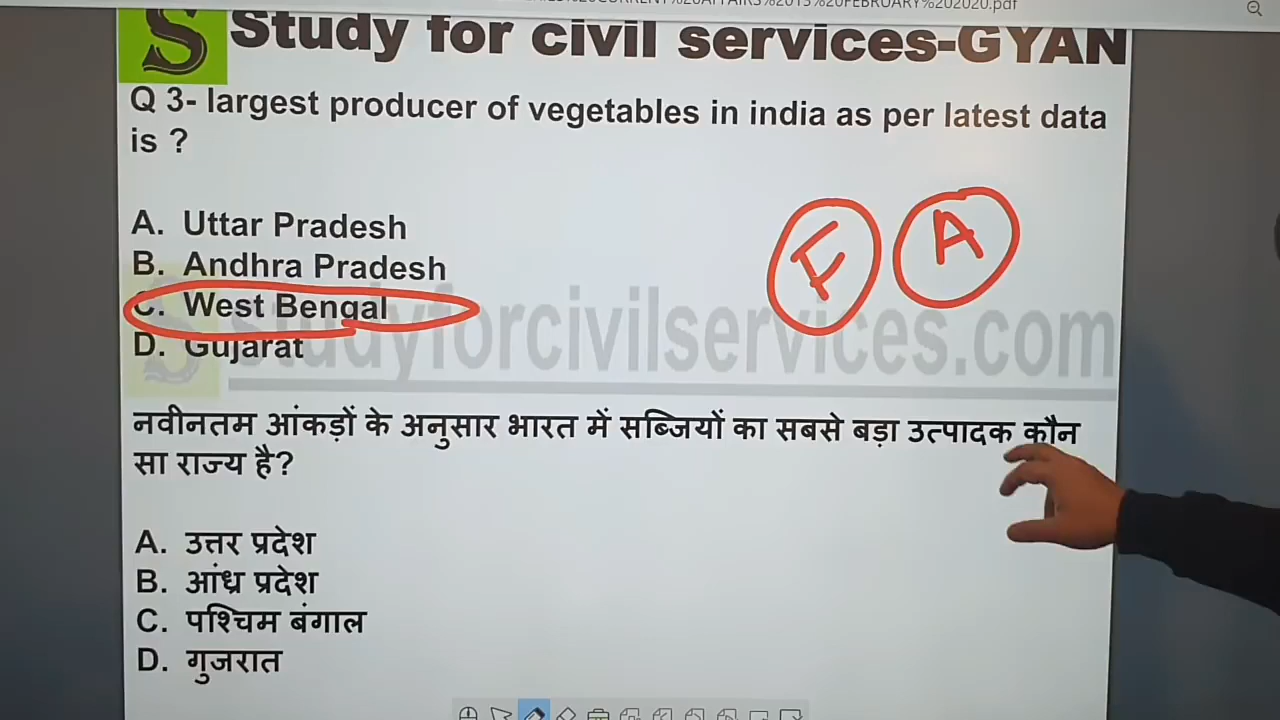 S Study for civil services-GYAN
Q 3- largest producer of vegetables in india as per latest data
is ?
A. Uttar Pradesh
B. Andhra Pradesh
C. West Bengal
D. Gujarat
F A
studyforcivilservices.com
नवीनतम आंकड़ों के अनुसार भारत में सब्जियों का सबसे बड़ा उत्पादक कौन
सा राज्य है?
A. उत्तर प्रदेश
B. आंध्र प्रदेश
C. पश्चिम बंगाल
D. गुजरात